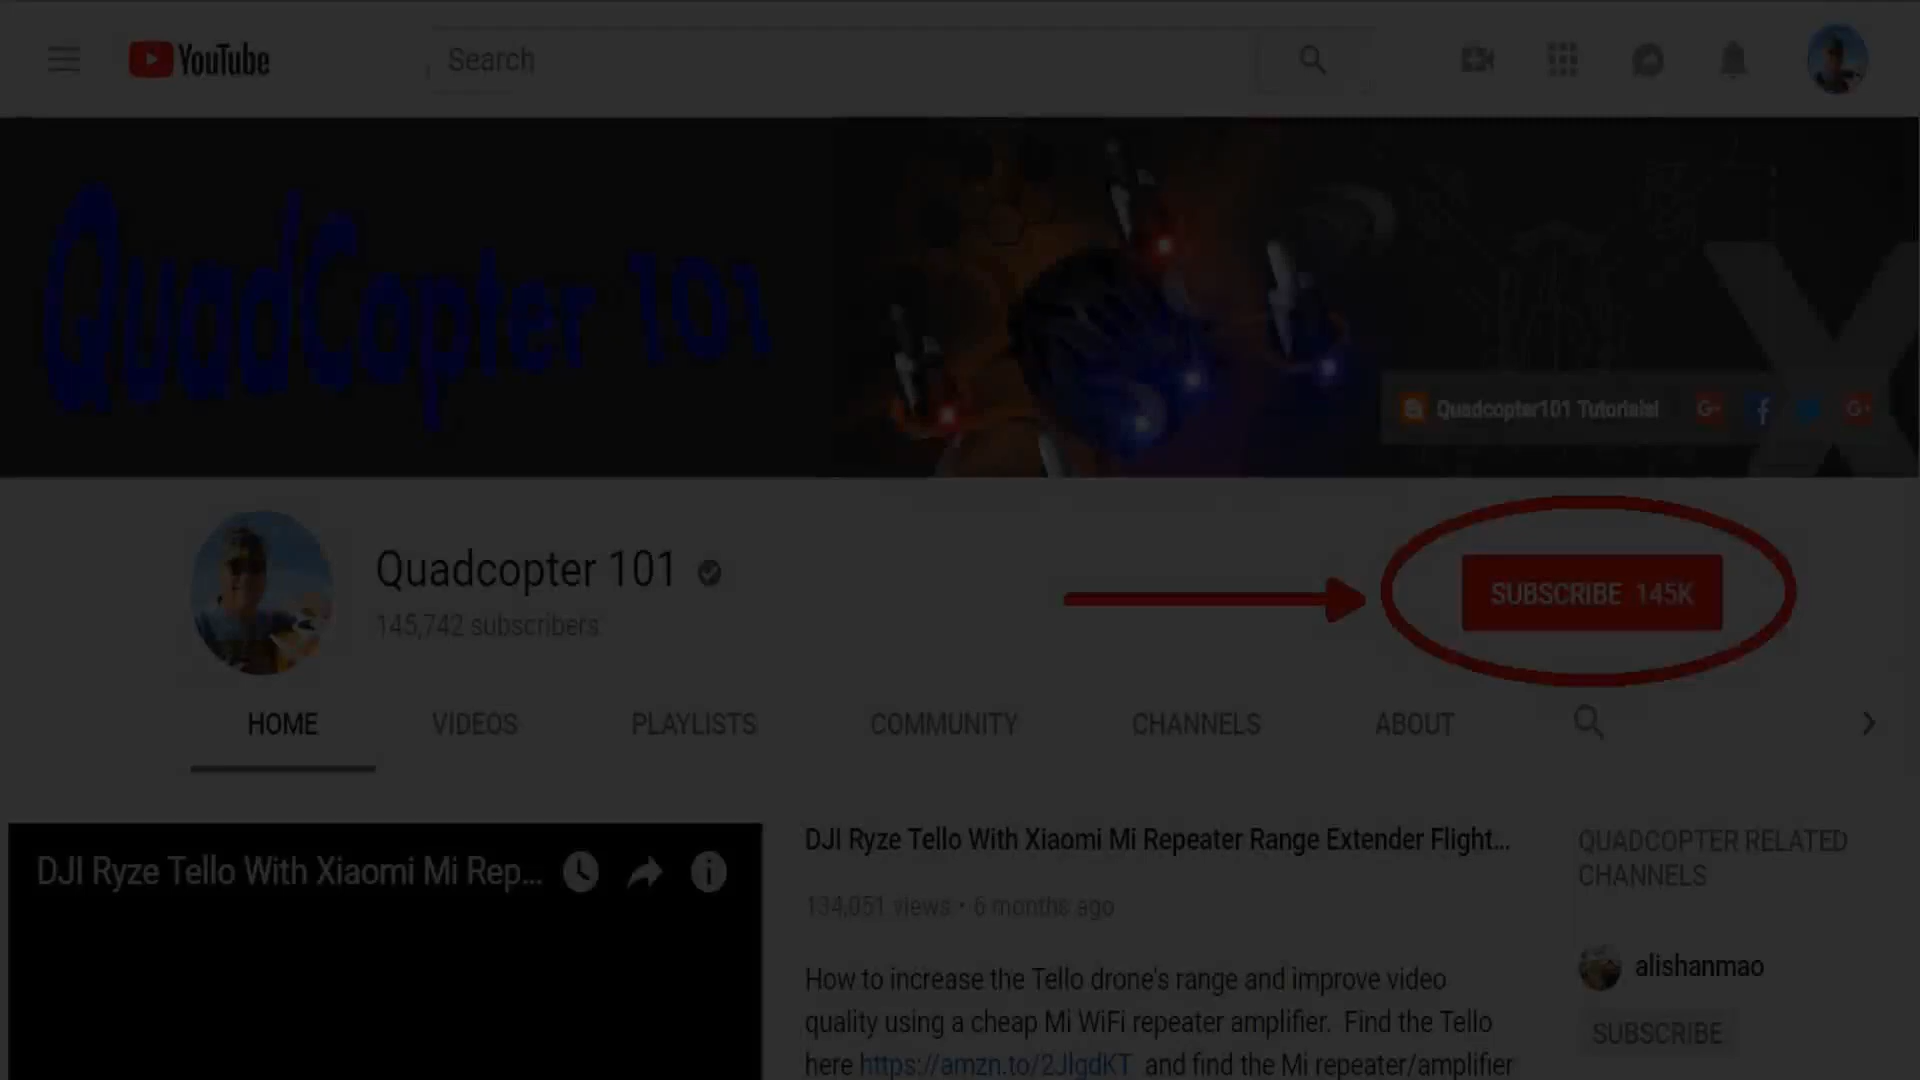 YouTube
Search
QuadCopter 101
X
Quadcopter101 Tutorials!
G+
f
G+
Quadcopter 101
145,742 subscribers
SUBSCRIBE 145K
HOME
VIDEOS
PLAYLISTS
COMMUNITY
CHANNELS
ABOUT
DJI Ryze Tello With Xiaomi Mi Rep...
DJI Ryze Tello With Xiaomi Mi Repeater Range Extender Flight...
134,051 views • 6 months ago
How to increase the Tello drone's range and improve video
quality using a cheap Mi WiFi repeater amplifier. Find the Tello
here https://amzn.to/2JlgdKT and find the Mi repeater/amplifier
QUADCOPTER RELATED
CHANNELS
alishanmao
SUBSCRIBE